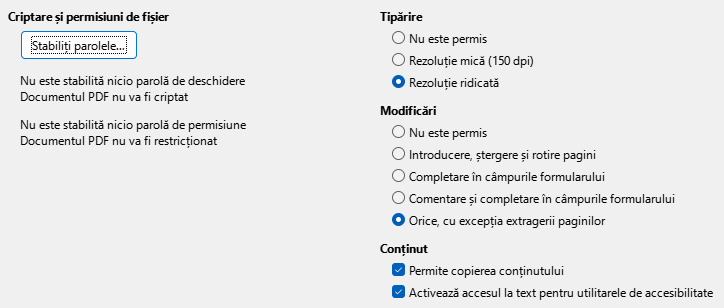 Criptare și permisiuni de fișier
Stabiliți parolele...
Nu este stabilită nicio parolă de deschidere
Documentul PDF nu va fi criptat
Nu este stabilită nicio parolă de permisiune
Documentul PDF nu va fi restricționat
Tipărire
Nu este permis
Rezoluție mică (150 dpi)
Rezoluție ridicată
Modificări
Nu este permis
Introducere, ștergere și rotire pagini
Completare în câmpurile formularului
Comentare și completare în câmpurile formularului
Orice, cu excepția extragerii paginilor
Conținut
Permite copierea conținutului
Activează accesul la text pentru utilitarele de accesibilitate